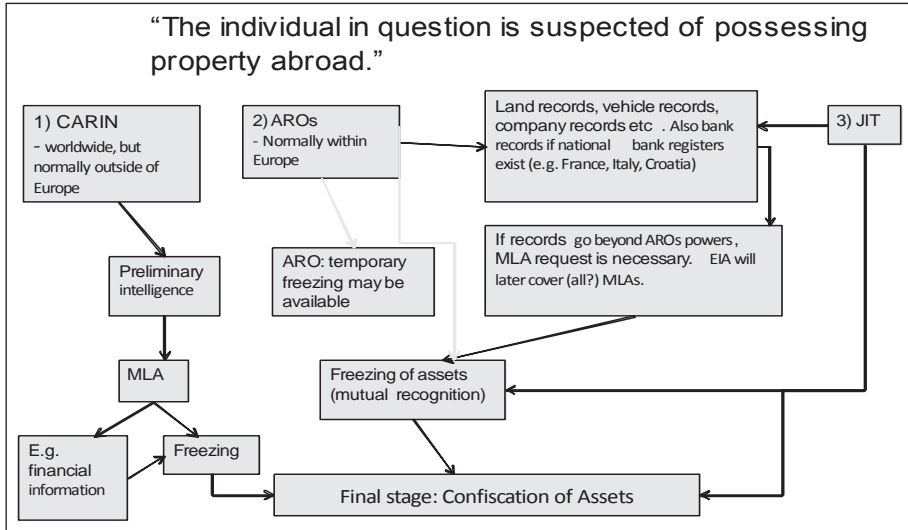 “The individual in question is suspected of possessing
property abroad.”
1) CARIN
- worldwide, but
normally outside of
Europe
2) AROs
- Normally within
Europe
Land records, vehicle records,
company records etc . Also bank
records if national bank registers
exist (e.g. France, Italy, Croatia)
3) JIT
If records go beyond AROs powers,
MLA request is necessary. EIA will
later cover (all?) MLAs.
Preliminary
intelligence
ARO: temporary
freezing may be
available
MLA
Freezing of assets
(mutual recognition)
E.g.
financial
information
Freezing
Final stage: Confiscation of Assets